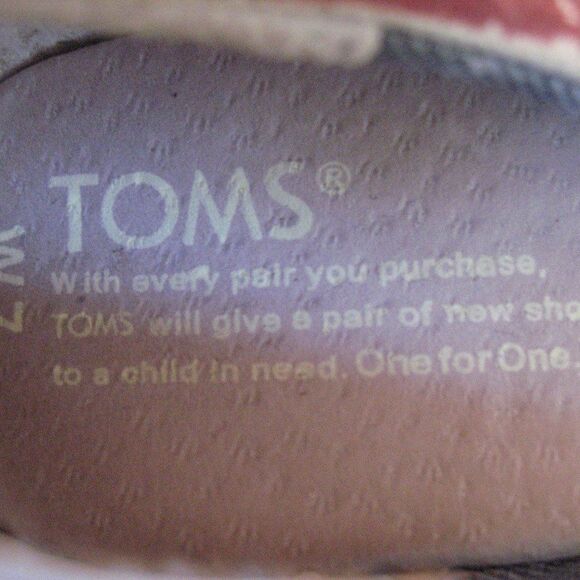 TOMS®
With every pair you purchase,
TOMS will give a pair of new sho
to a child in need. One for One.
W7